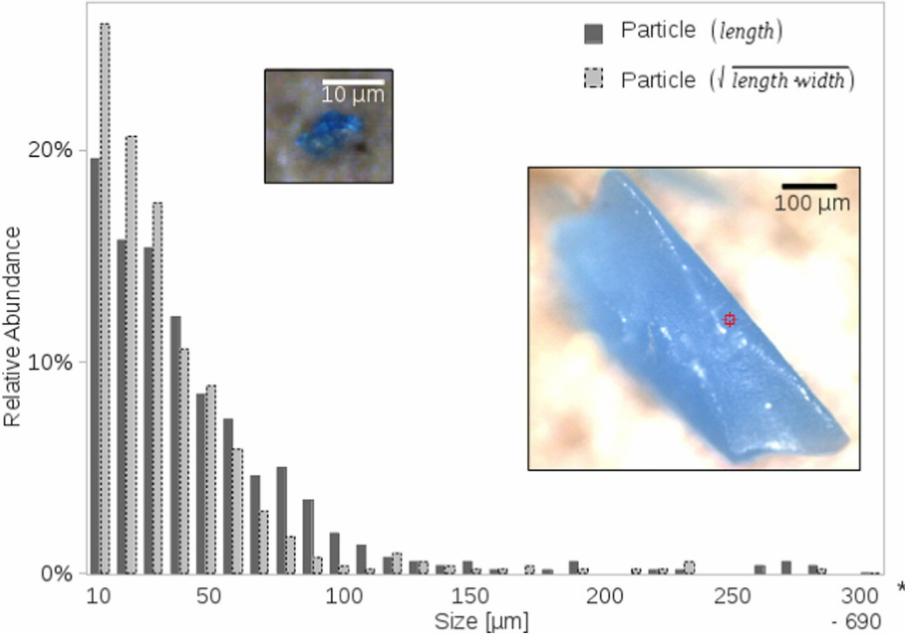 Particle (length)
Particle (√length·width)
10 µm
100 µm
20%
10%
0%
Relative Abundance
10 50 100 150 200 250 300 *
- 690
Size [µm]